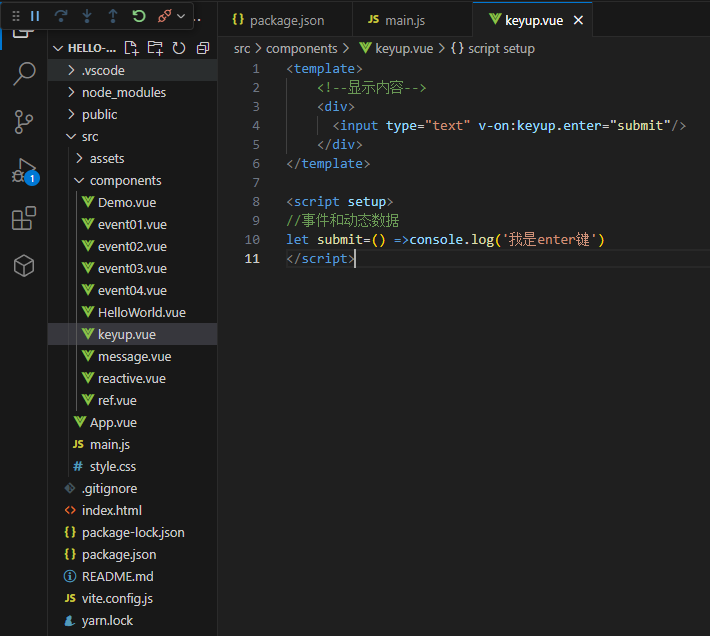 package.json
main.js
keyup.vue
HELLO-...
src > components > keyup.vue > {} script setup
.vscode
node_modules
public
src
assets
components
Demo.vue
event01.vue
event02.vue
event03.vue
event04.vue
HelloWorld.vue
keyup.vue
message.vue
reactive.vue
ref.vue
App.vue
JS main.js
# style.css
.gitignore
<> index.html
{} package-lock.json
{} package.json
README.md
JS vite.config.js
yarn.lock
1
1 <template>
2 <!--显示内容-->
3 <div>
4 <input type="text" v-on:keyup.enter="submit"/>
5 </div>
6 </template>
7
8 <script setup>
9 //事件和动态数据
10 let submit=() =>console.log('我是enter键')
11 </script>